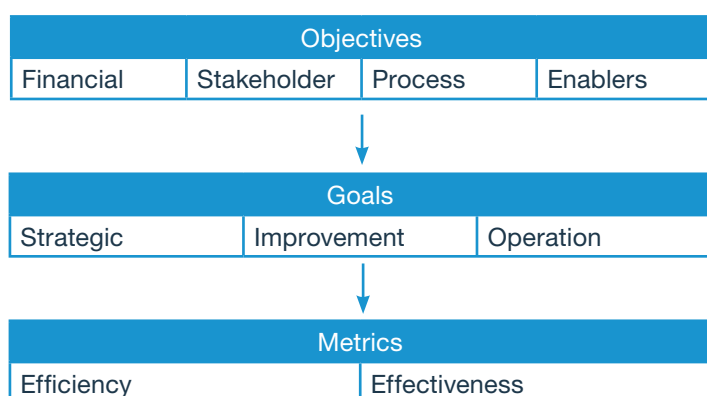 Objectives
Financial Stakeholder Process Enablers
Goals
Strategic Improvement Operation
Metrics
Efficiency Effectiveness